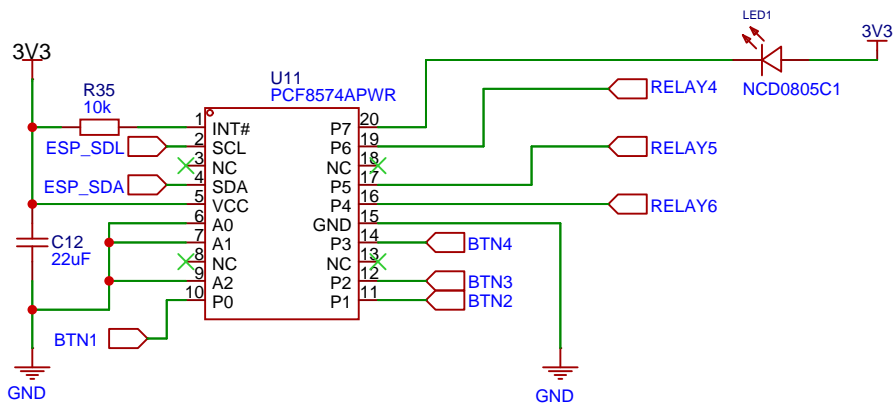 LED1
3V3
3V3
NCD0805C1
U11
PCF8574APWR
R35
10k
RELAY4
1 INT# P7 20
ESP_SDL 2 SCL P6 19
3 NC NC 18
RELAY5
ESP_SDA 4 SDA P5 17
5 VCC P4 16 RELAY6
6 A0 GND 15
C12 7 A1 P3 14 BTN4
22uF 8 NC NC 13
9 A2 P2 12 BTN3
10 P0 P1 11 BTN2
BTN1
GND
GND